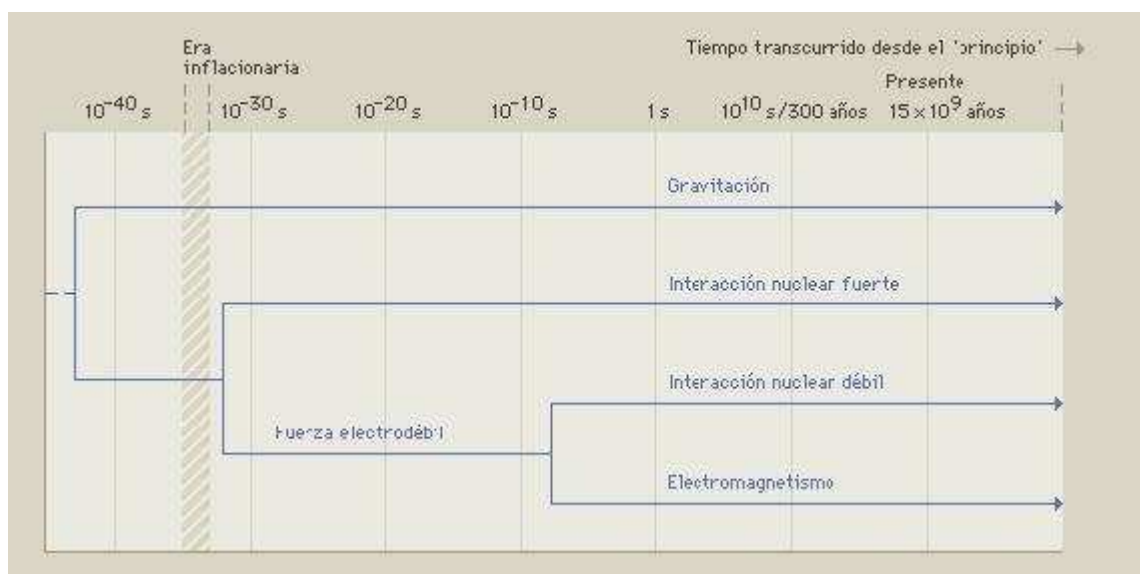 Era
inflacionaria
Tiempo transcurrido desde el 'principio' →
Presente
10⁻⁴⁰ s 10⁻³⁰ s 10⁻²⁰ s 10⁻¹⁰ s 1 s 10¹⁰ s/300 años 15×10⁹ años
Gravitación
Interacción nuclear fuerte
Interacción nuclear débil
Fuerza electrodébil
Electromagnetismo